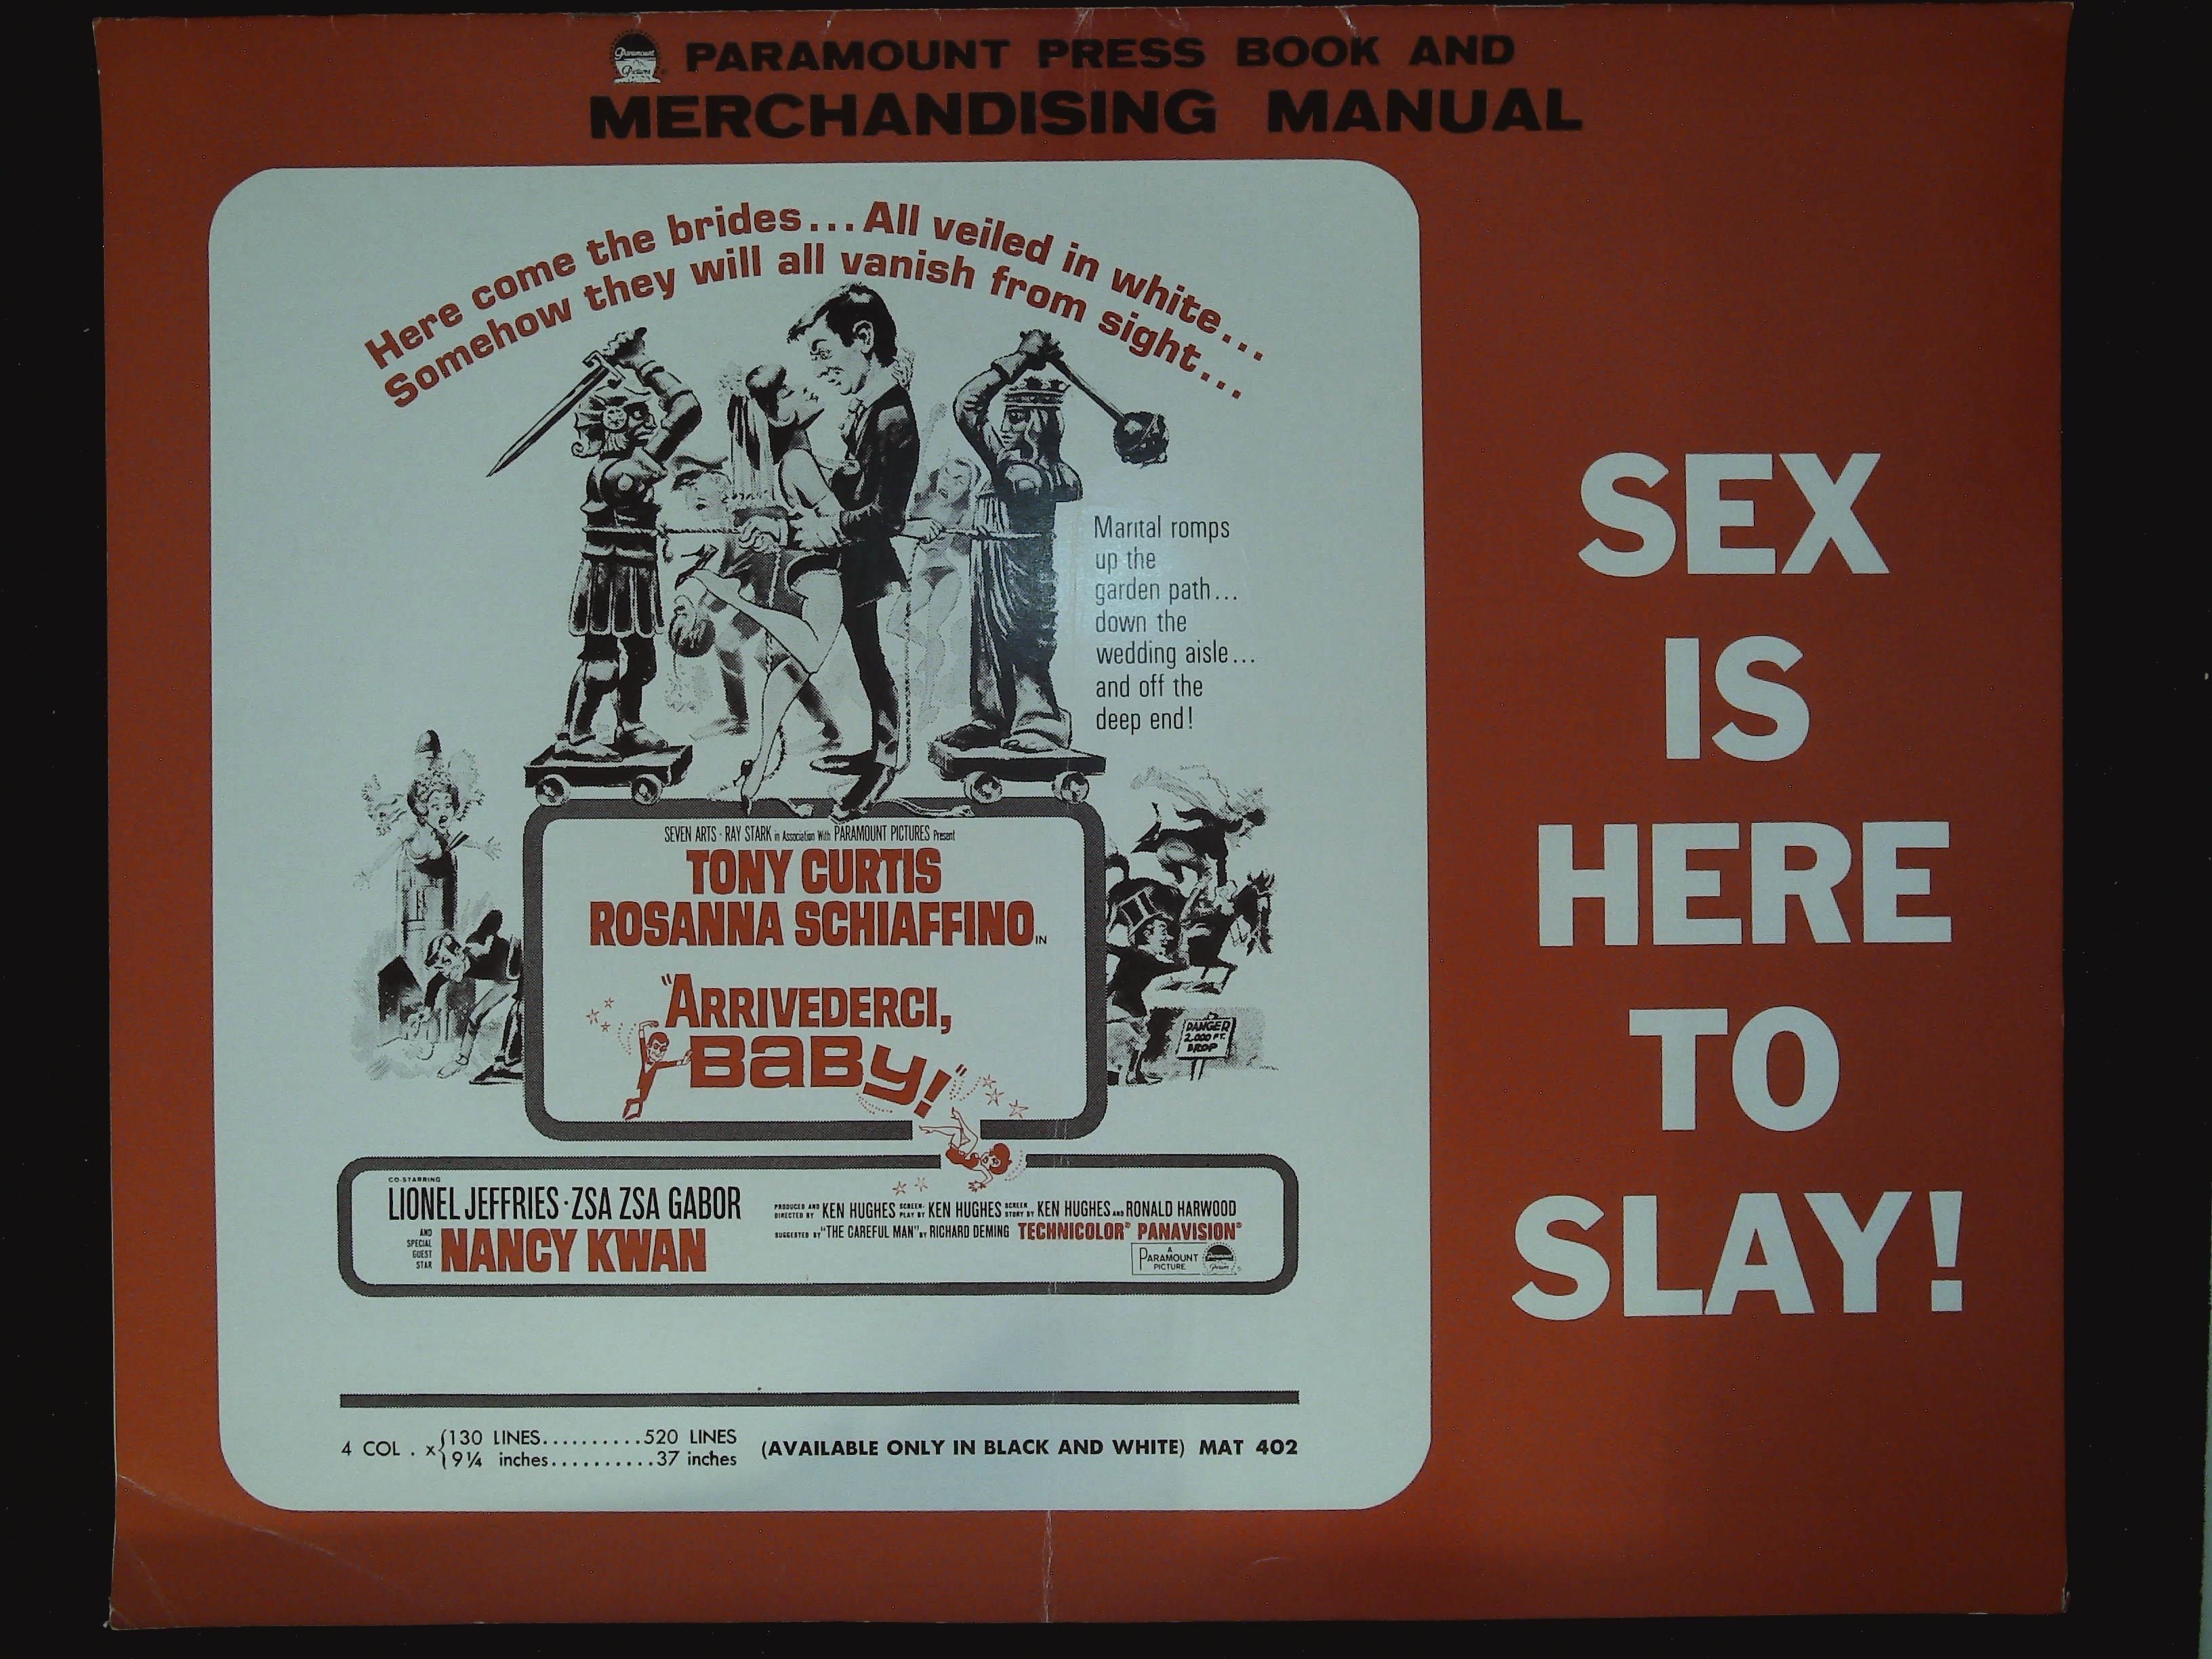 PARAMOUNT PRESS BOOK AND
MERCHANDISING MANUAL
Here come the brides...All veiled in white...
Somehow they will all vanish from sight...
Marital romps
up the
garden path...
down the
wedding aisle...
and off the
deep end!
SEVEN ARTS · RAY STARK in Association With PARAMOUNT PICTURES Present
TONY CURTIS
ROSANNA SCHIAFFINO IN
"ARRIVEDERCI,
BaBy!"
DANGER
2,000 FT.
DROP
CO-STARRING
LIONEL JEFFRIES · ZSA ZSA GABOR
AND SPECIAL GUEST STAR NANCY KWAN
PRODUCED AND DIRECTED BY KEN HUGHES SCREEN-PLAY BY KEN HUGHES SCREEN STORY BY KEN HUGHES AND RONALD HARWOOD
SUGGESTED BY "THE CAREFUL MAN" BY RICHARD DEMING TECHNICOLOR® PANAVISION®
A
PARAMOUNT
PICTURE
4 COL . x { 130 LINES..........520 LINES
9¼ inches..........37 inches
(AVAILABLE ONLY IN BLACK AND WHITE) MAT 402
SEX
IS
HERE
TO
SLAY!